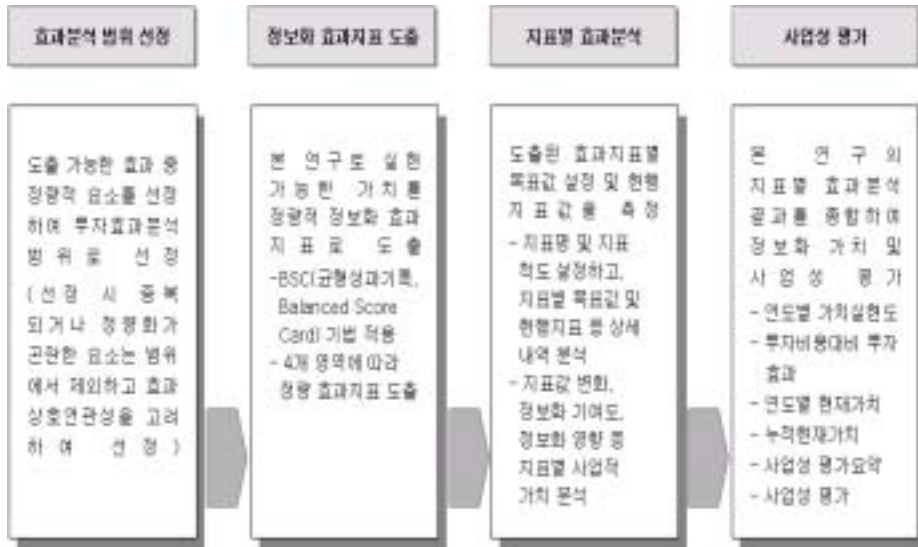 효과분석 범위 선정
정보화 효과지표 도출
지표별 효과분석
사업성 평가
도출 가능한 효과 중
정량적 요소를 선정
하여 투자효과분석
범위로 선정
(선정 시 중복
되거나 정량화가
곤란한 요소는 범위
에서 제외하고 효과
상호연관성을 고려
하여 선정)
본 연구로 실현
가능한 가치를
정량적 정보화 효과
지표로 도출
-BSC(균형성과기록,
Balanced Score
Card) 기법 적용
- 4개 영역에 따라
정량 효과지표 도출
도출된 효과지표별
목표값 설정 및 현행
지표값을 측정
- 지표명 및 지표
척도 설정하고,
지표별 목표값 및
현행지표 등 상세
내역 분석
- 지표값 변화,
정보화 기여도,
정보화 영향 등
지표별 사업적
가치 분석
본 연구의
지표별 효과분석
결과를 종합하여
정보화 가치 및
사업성 평가
- 연도별 가치실현도
- 투자비용대비 투자
효과
- 연도별 현재가치
- 누적현재가치
- 사업성 평가요약
- 사업성 평가